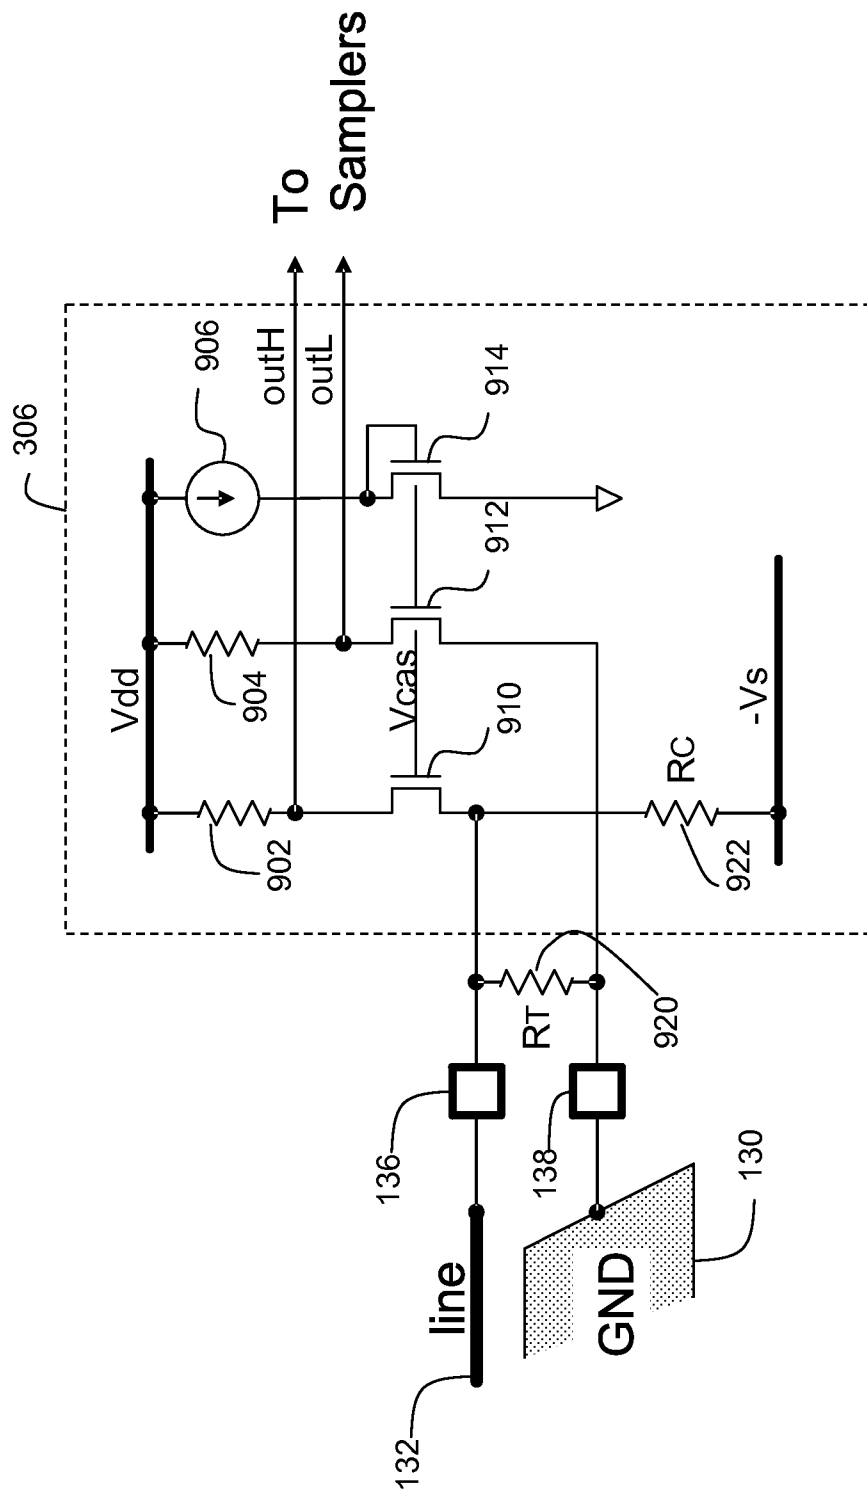 306
906
To
Samplers
outH
outL
Vdd
904
902
Vcas
914
912
910
RC
922
-Vs
RT
920
136
138
line
132
GND
130